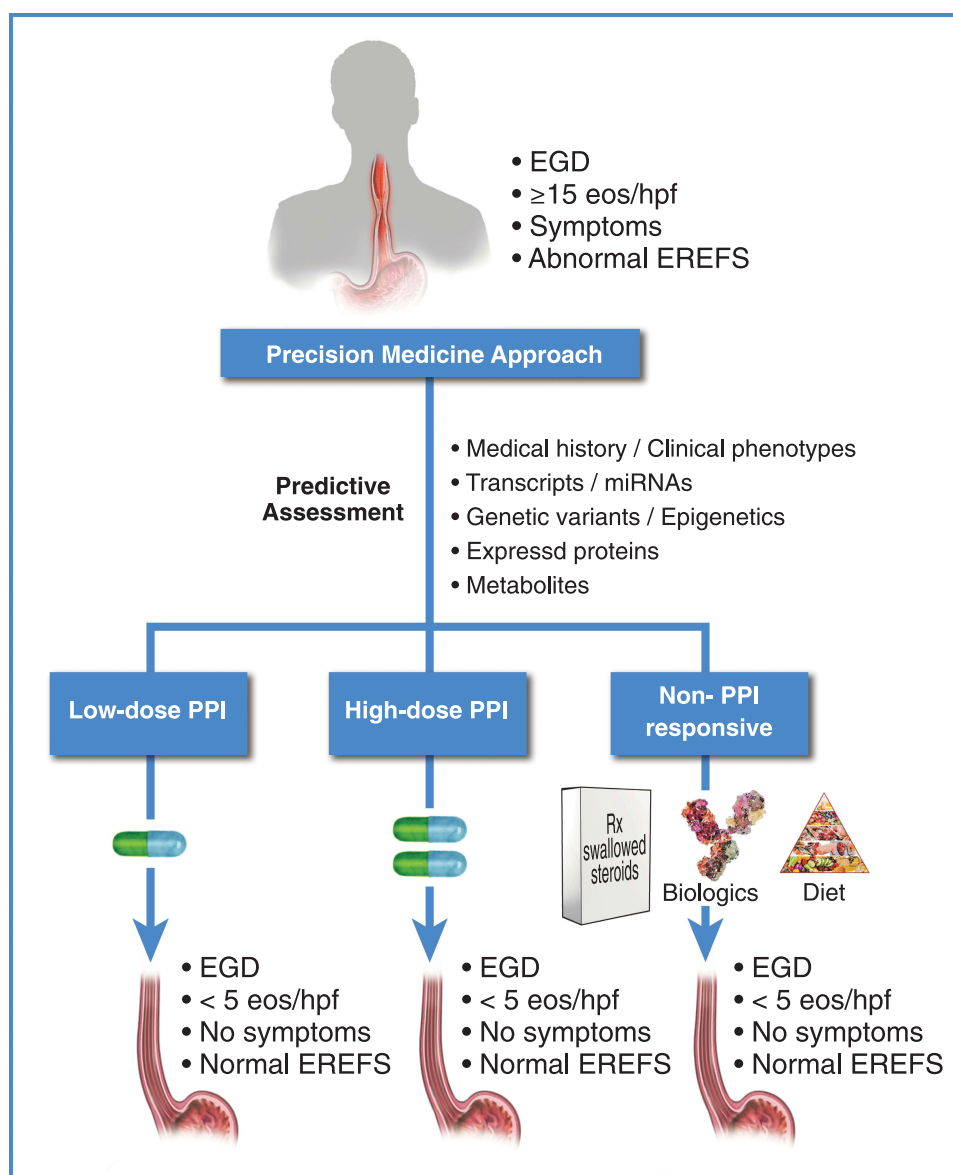 • EGD
• ≥15 eos/hpf
• Symptoms
• Abnormal EREFS
Precision Medicine Approach
Predictive
Assessment
• Medical history / Clinical phenotypes
• Transcripts / miRNAs
• Genetic variants / Epigenetics
• Expressd proteins
• Metabolites
Low-dose PPI
High-dose PPI
Non- PPI
responsive
Rx
swallowed
steroids
Biologics
Diet
• EGD
• < 5 eos/hpf
• No symptoms
• Normal EREFS
• EGD
• < 5 eos/hpf
• No symptoms
• Normal EREFS
• EGD
• < 5 eos/hpf
• No symptoms
• Normal EREFS